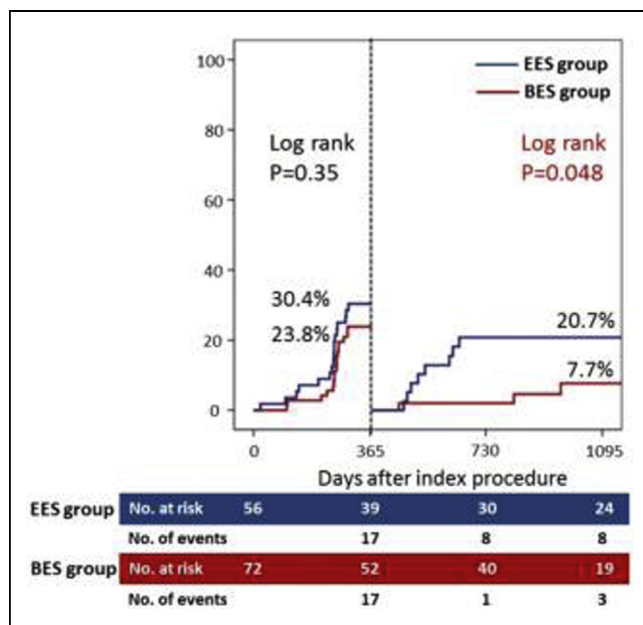 100
80
60
40
20
0
EES group
BES group
Log rank
P=0.35
Log rank
P=0.048
30.4%
23.8%
20.7%
7.7%
0 365 730 1095
Days after index procedure
EES group No. at risk 56 39 30 24
No. of events 17 8 8
BES group No. at risk 72 52 40 19
No. of events 17 1 3